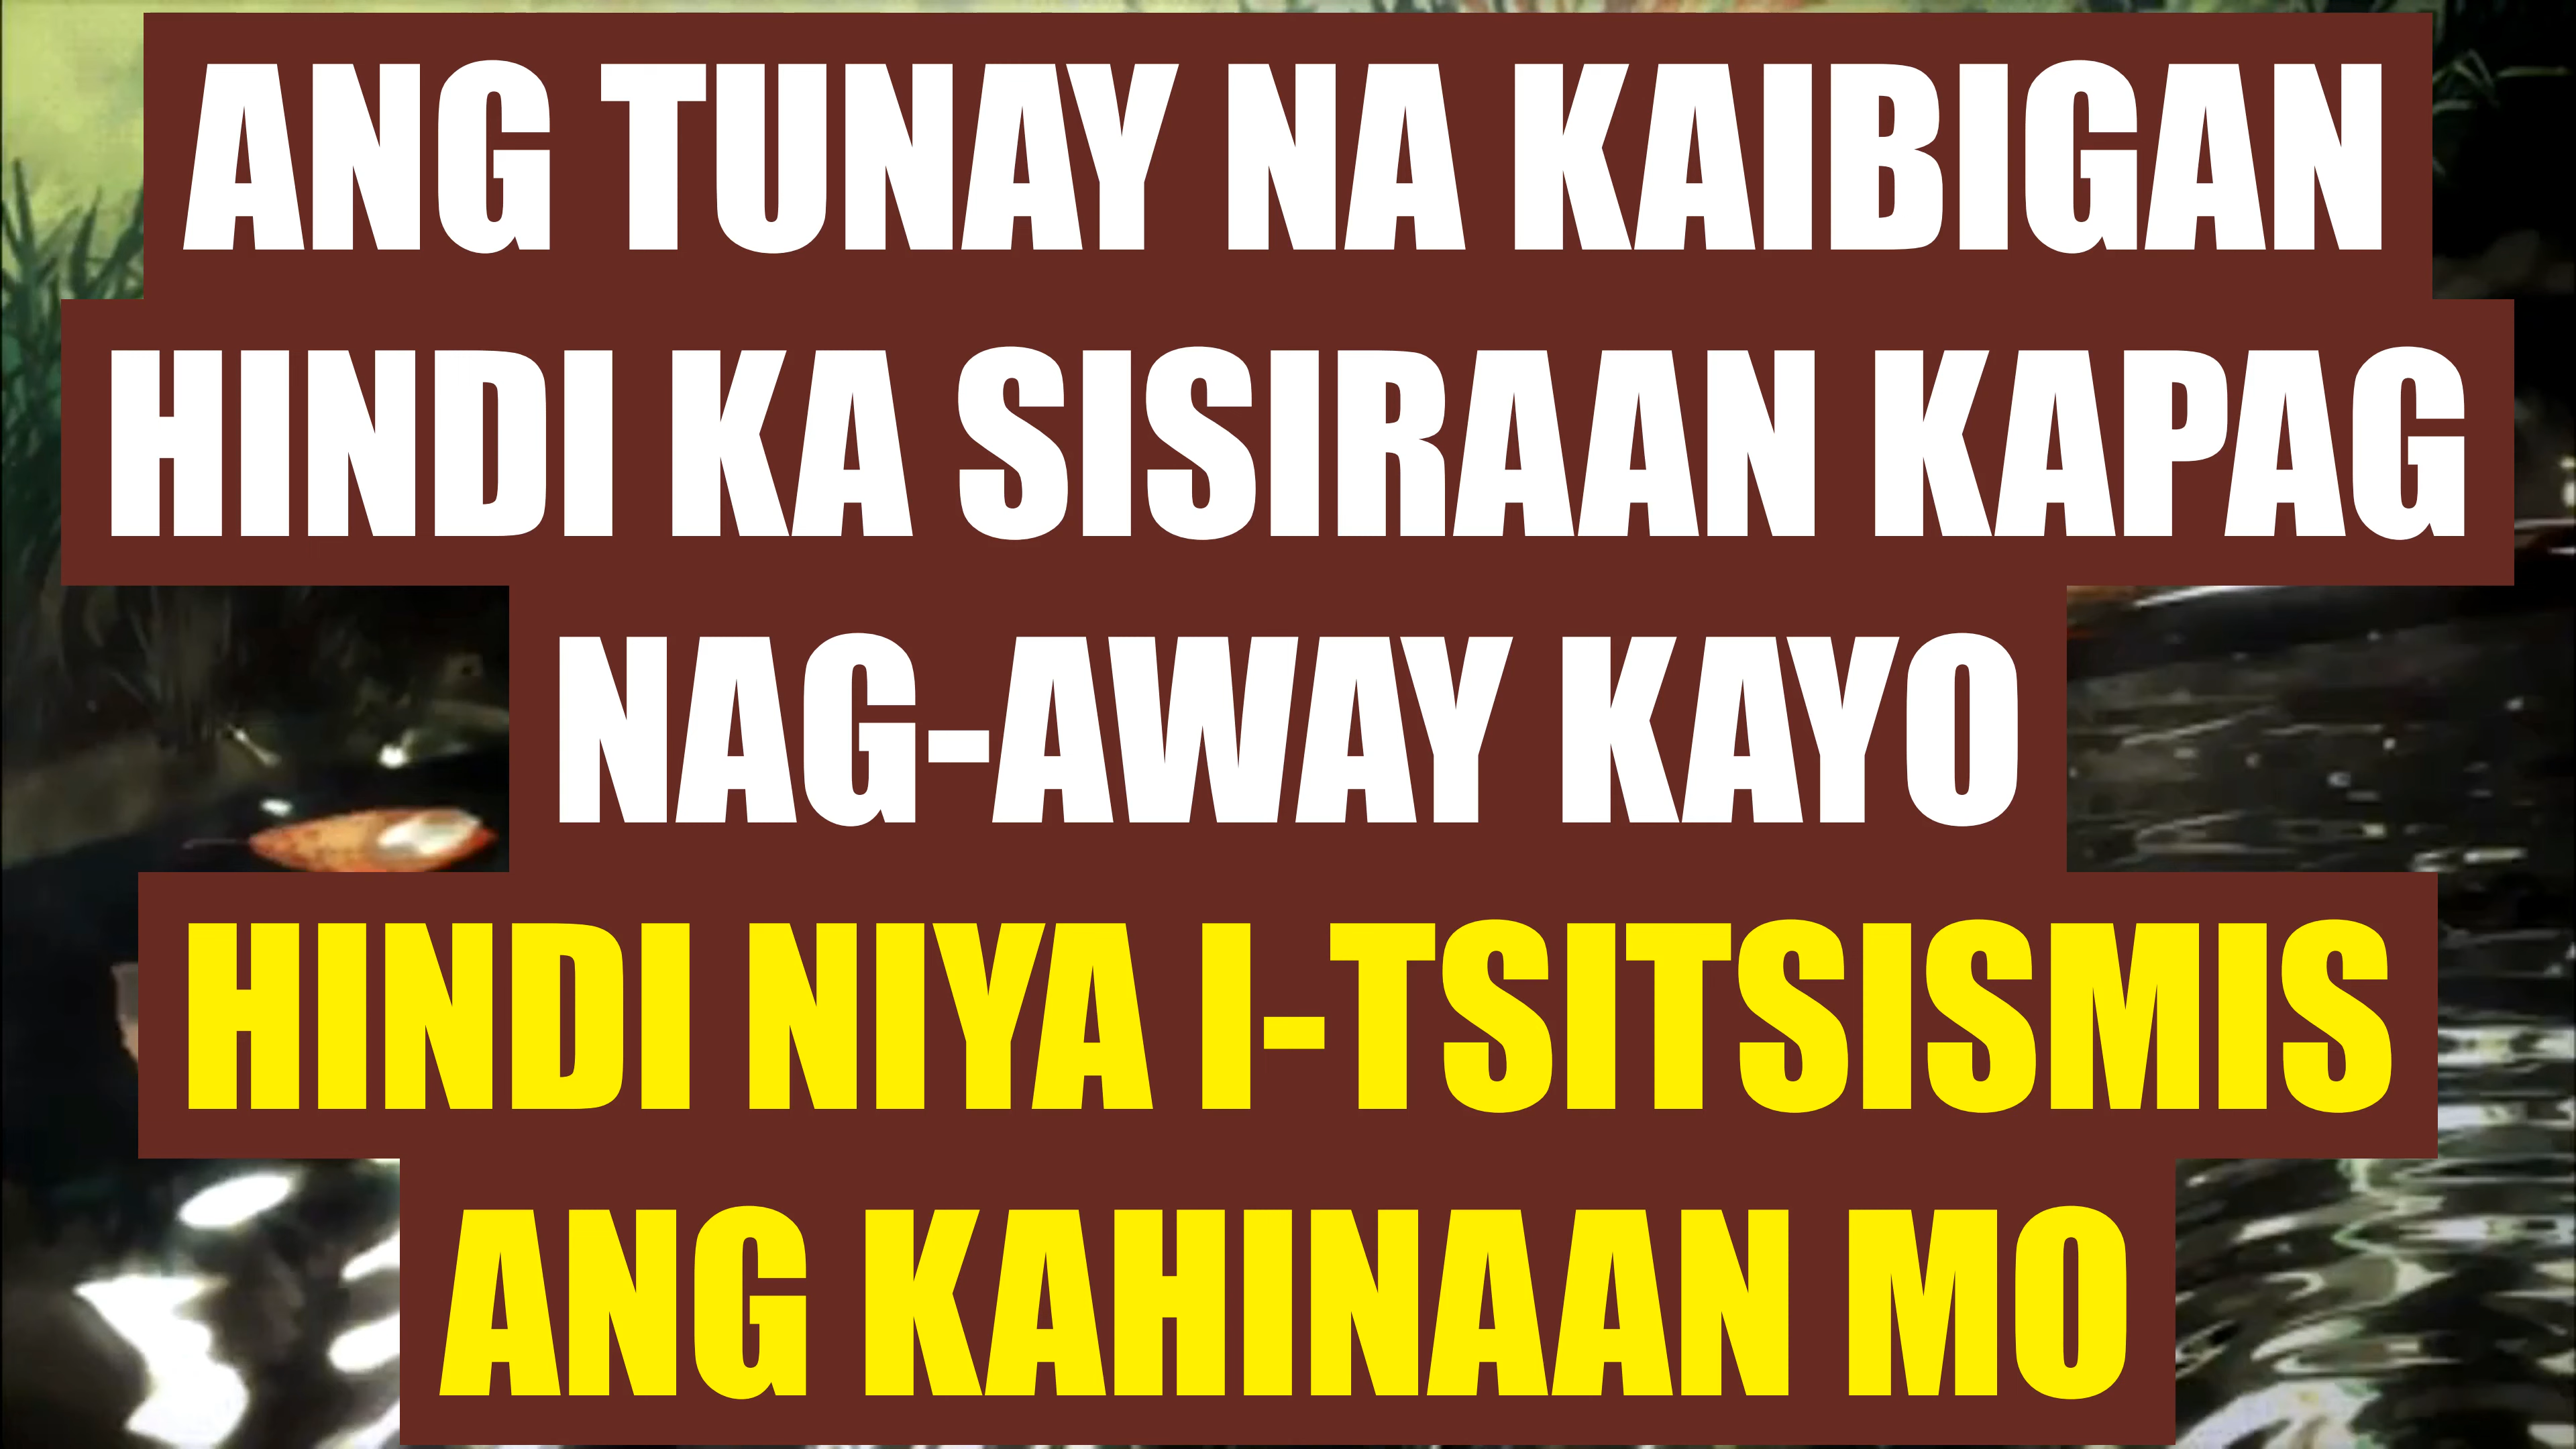 ANG TUNAY NA KAIBIGAN
HINDI KA SISIRAAN KAPAG
NAG-AWAY KAYO
HINDI NIYA I-TSITSISMIS
ANG KAHINAAN MO